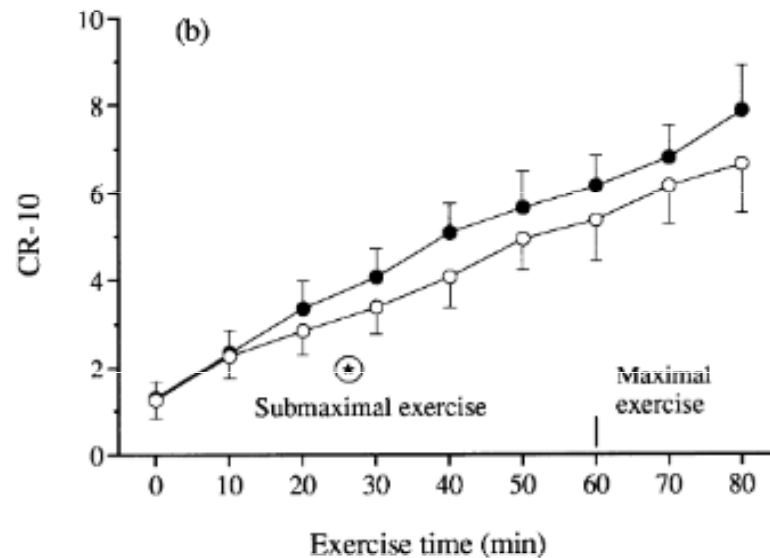 (b)
10
8
6
4
2
0
CR-10
Submaximal exercise
Maximal
exercise
0 10 20 30 40 50 60 70 80
Exercise time (min)